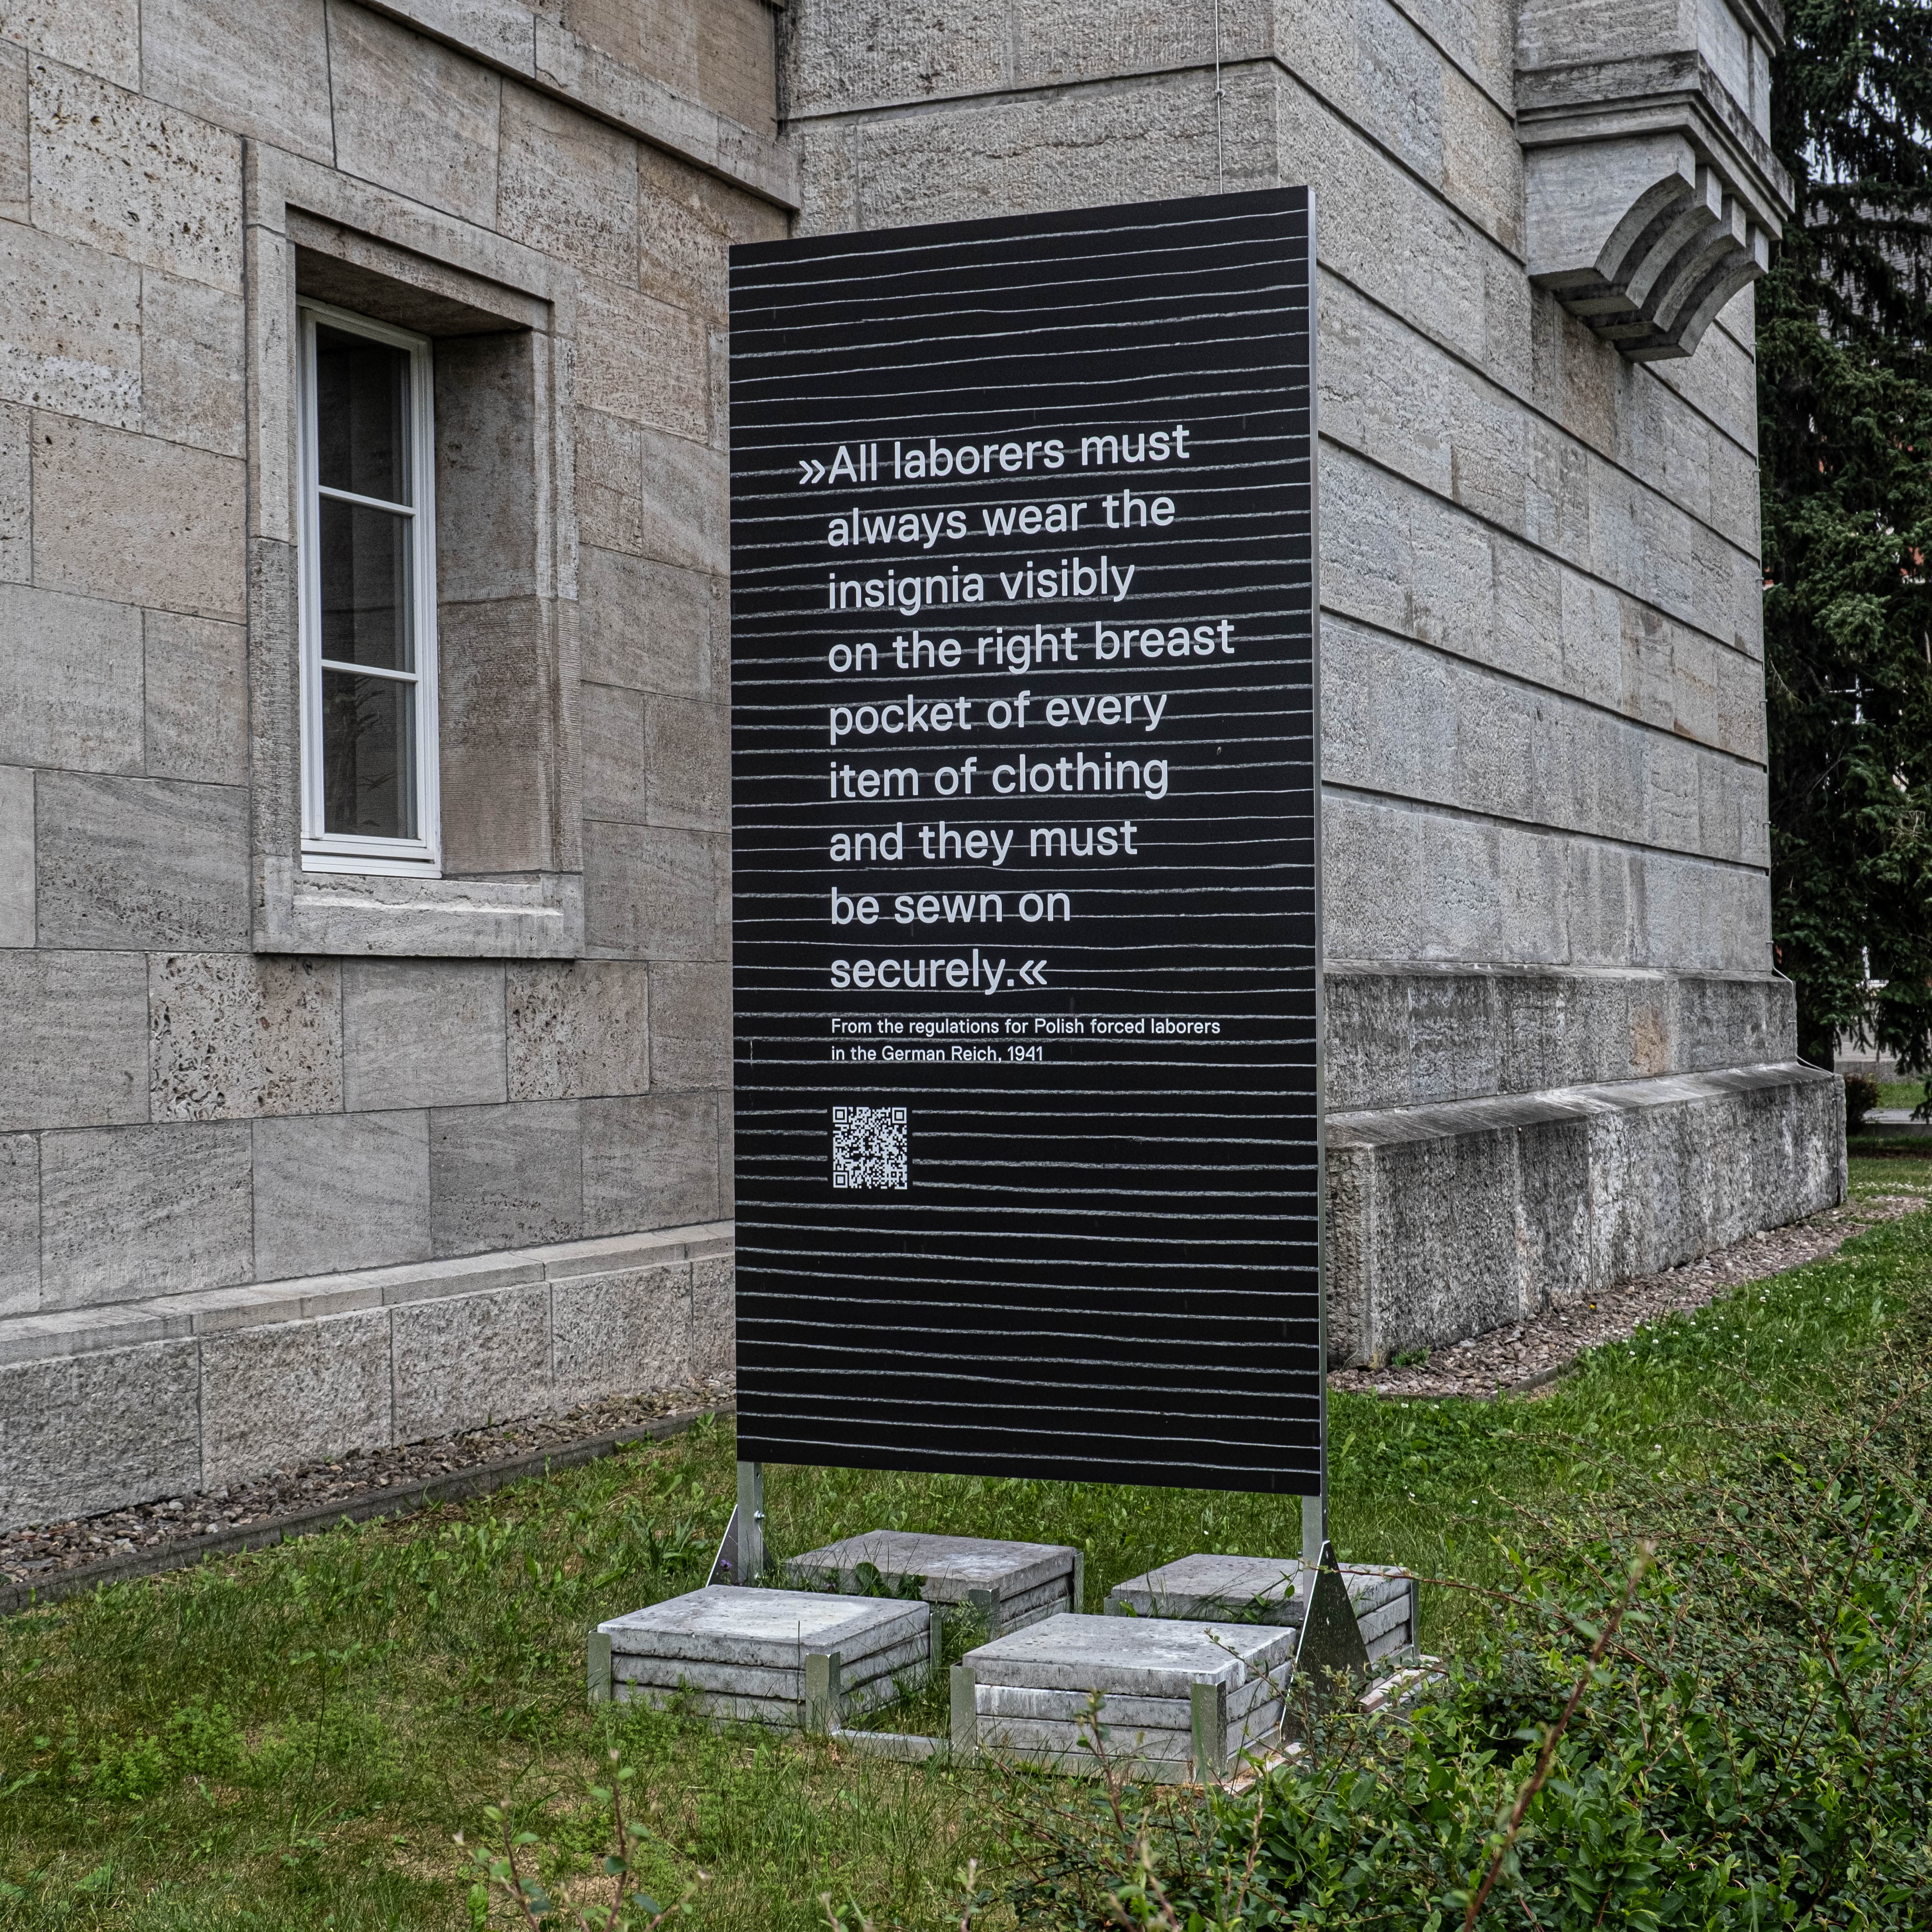 »All laborers must
always wear the
insignia visibly
on the right breast
pocket of every
item of clothing
and they must
be sewn on
securely.«
From the regulations for Polish forced laborers
in the German Reich, 1941